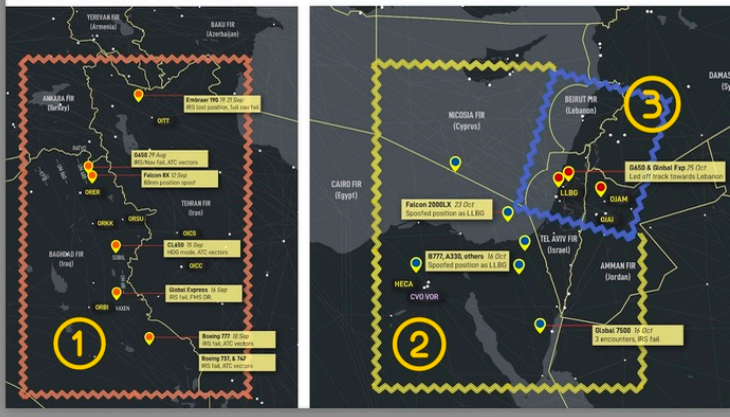 YEREVAN FIR
(Armenia)
BAKU FIR
(Azerbaijan)
ANKARA FIR
(Turkey)
Embraer 190 19, 21 Sep
IRS lost position, full nav fail
OITT
G650 29 Aug
IRS/Nav fail, ATC vectors
Falcon 8X 12 Sep
80nm position spoof
ORER
TEHRAN FIR
(Iran)
ORKK
ORSU
OICS
BAGHDAD FIR
(Iraq)
CL650 15 Sep
HDG mode, ATC vectors
OICC
Global Express 16 Sep
IRS fail, FMS DR.
ORBI
VAXEN
Boeing 777 10 Sep
IRS fail, ATC vectors
Boeing 737, & 747
IRS fail, ATC vectors
1
NICOSIA FIR
(Cyprus)
BEIRUT FIR
(Lebanon)
3
DAMAS
(Sy
CAIRO FIR
(Egypt)
G650 & Global Exp 25 Oct
Led off track towards Lebanon
LLBG
OJAM
OJAI
Falcon 2000LX 23 Oct
Spoofed position as LLBG
TEL AVIV FIR
(Israel)
B777, A330, others 16 Oct
Spoofed position as LLBG
AMMAN FIR
(Jordan)
HECA
CVO VOR
Global 7500 16 Oct
3 encounters, IRS fail
2